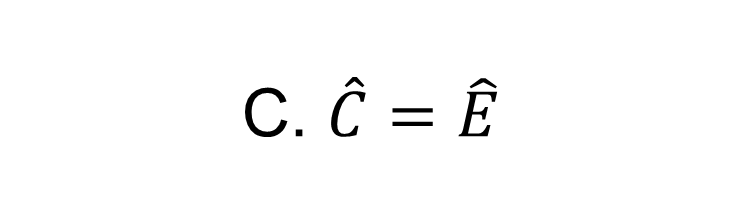 C. Ĉ = Ê